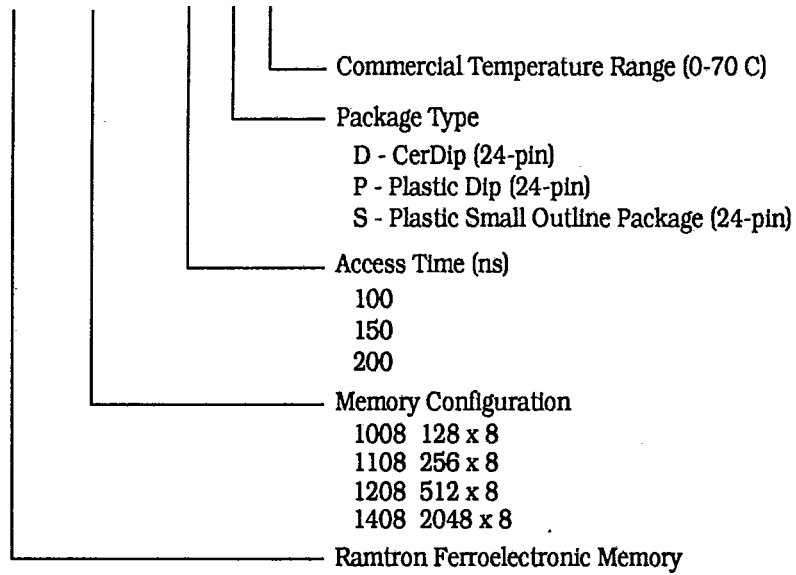 Commercial Temperature Range (0-70 C)
Package Type
D - CerDip (24-pin)
P - Plastic Dip (24-pin)
S - Plastic Small Outline Package (24-pin)
Access Time (ns)
100
150
200
Memory Configuration
1008 128 x 8
1108 256 x 8
1208 512 x 8
1408 2048 x 8
Ramtron Ferroelectronic Memory